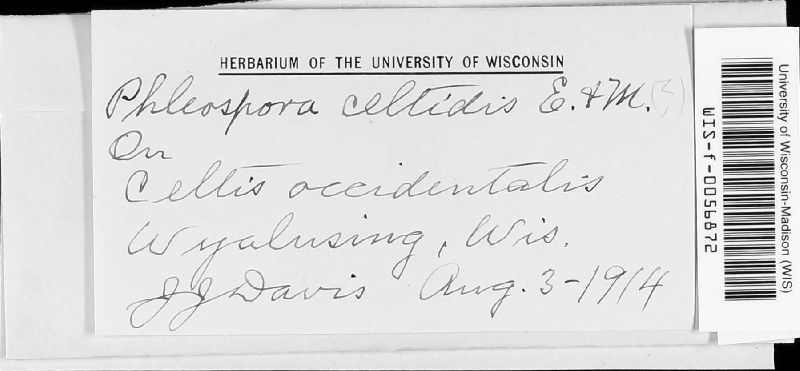 HERBARIUM OF THE UNIVERSITY OF WISCONSIN
Phleospora celtidis E. & M. (?)
On
Celtis occidentalis
Wyalusing, Wis.
JJ Davis Aug. 3-1914
University of Wisconsin-Madison (WIS)
WIS-f-0056872